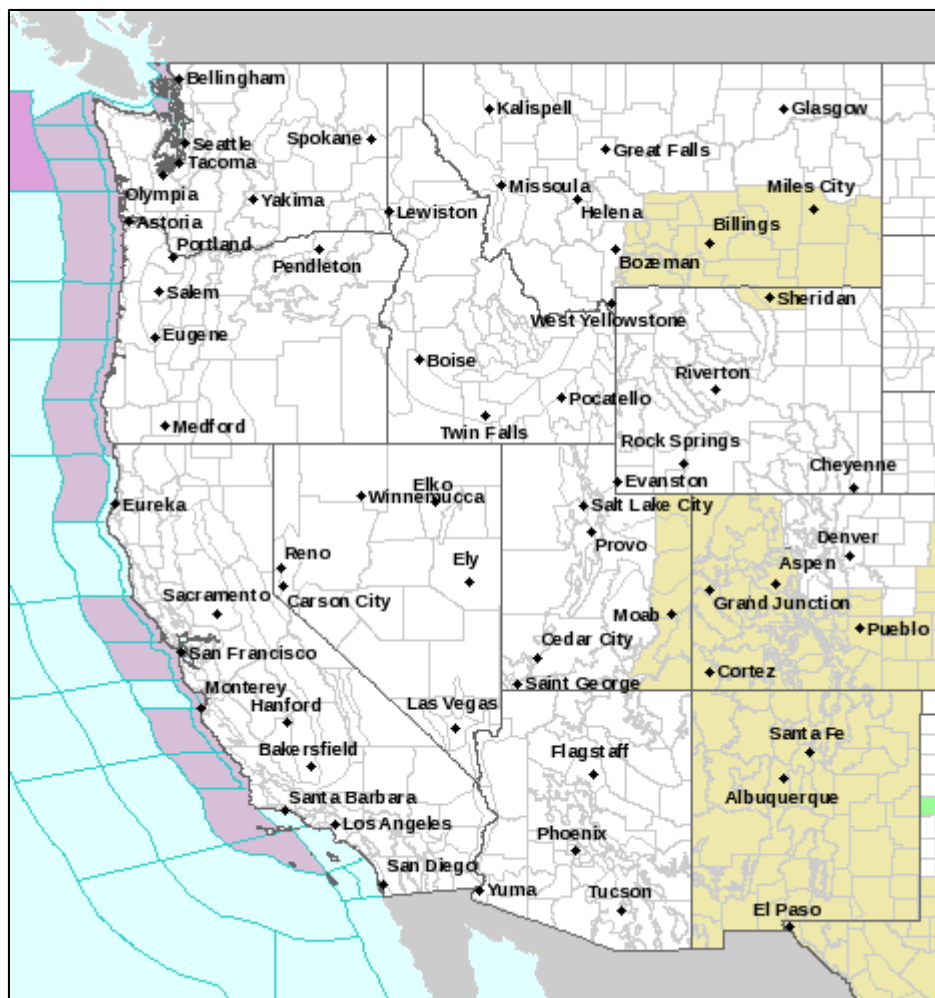 Bellingham
Kalispell
Glasgow
Seattle
Spokane
Great Falls
Tacoma
Missoula
Miles City
Olympia
Yakima
Helena
Lewiston
Astoria
Portland
Billings
Pendleton
Bozeman
Salem
Sheridan
West Yellowstone
Eugene
Boise
Riverton
Pocatello
Medford
Twin Falls
Rock Springs
Cheyenne
Elko
Evanston
Winnemucca
Eureka
Salt Lake City
Provo
Denver
Reno
Ely
Aspen
Sacramento
Carson City
Grand Junction
Moab
Pueblo
Cedar City
San Francisco
Cortez
Saint George
Monterey
Hanford
Las Vegas
Santa Fe
Bakersfield
Flagstaff
Albuquerque
Santa Barbara
Los Angeles
Phoenix
San Diego
Yuma
Tucson
El Paso